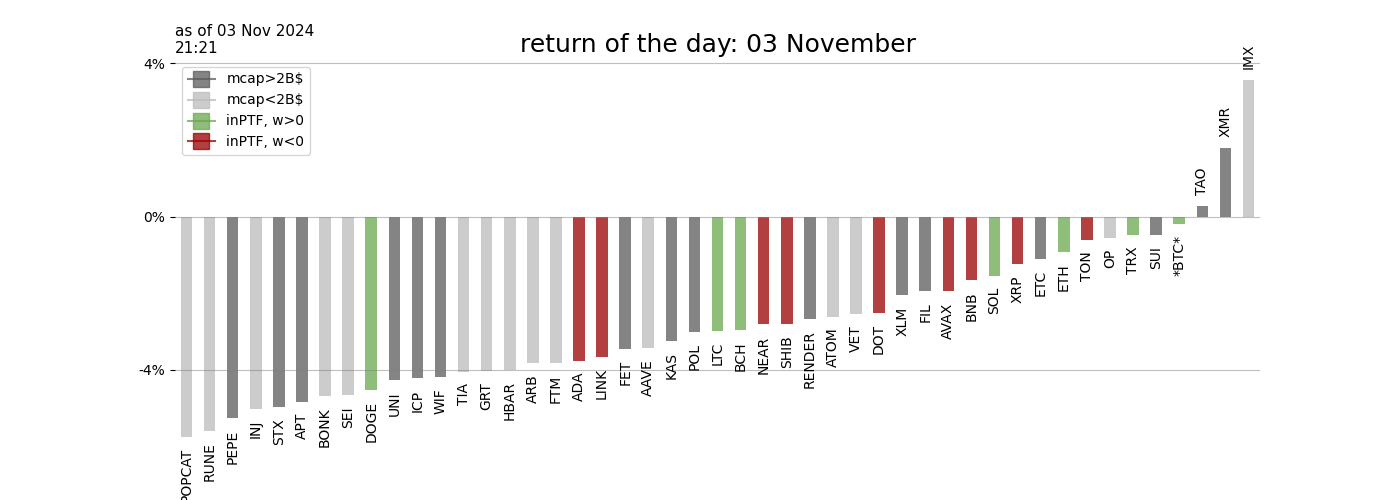 as of 03 Nov 2024
21:21
return of the day: 03 November
4%
0%
-4%
mcap>2B$
mcap<2B$
inPTF, w>0
inPTF, w<0
POPCAT
RUNE
PEPE
INJ
STX
APT
BONK
SEI
DOGE
UNI
ICP
WIF
TIA
GRT
HBAR
ARB
FTM
ADA
LINK
FET
AAVE
KAS
POL
LTC
BCH
NEAR
SHIB
RENDER
ATOM
VET
DOT
XLM
FIL
AVAX
BNB
SOL
XRP
ETC
ETH
TON
OP
TRX
SUI
*BTC*
TAO
XMR
IMX